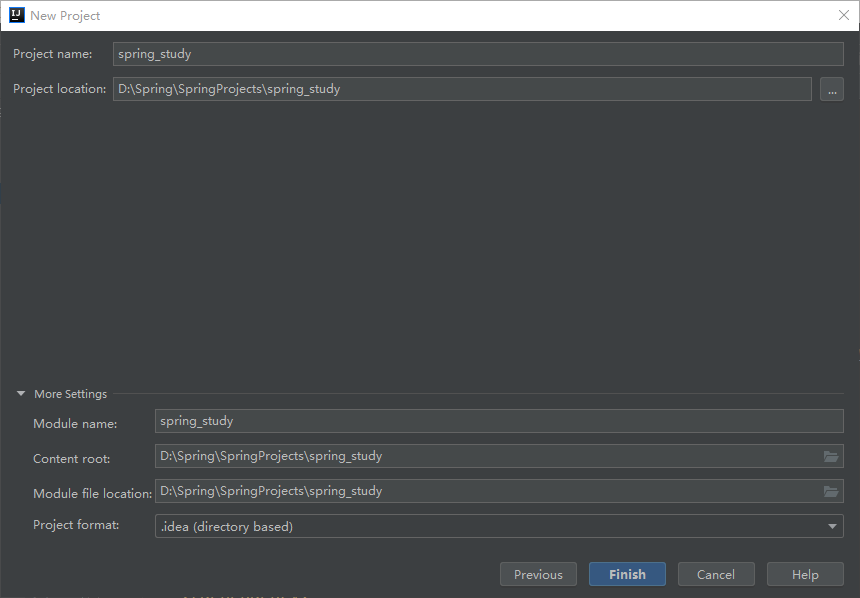 New Project
Project name: spring_study
Project location: D:\Spring\SpringProjects\spring_study ...
More Settings
Module name: spring_study
Content root: D:\Spring\SpringProjects\spring_study
Module file location: D:\Spring\SpringProjects\spring_study
Project format: .idea (directory based)
Previous Finish Cancel Help